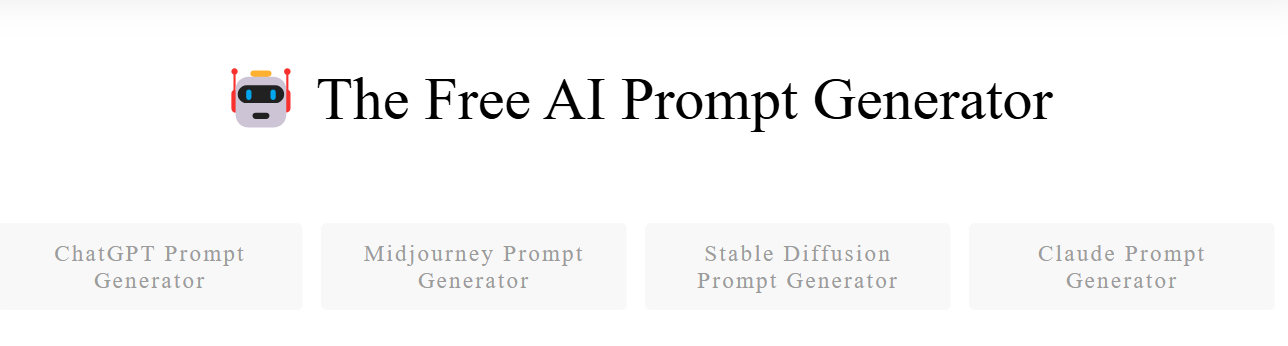 The Free AI Prompt Generator
ChatGPT Prompt
Generator
Midjourney Prompt
Generator
Stable Diffusion
Prompt Generator
Claude Prompt
Generator